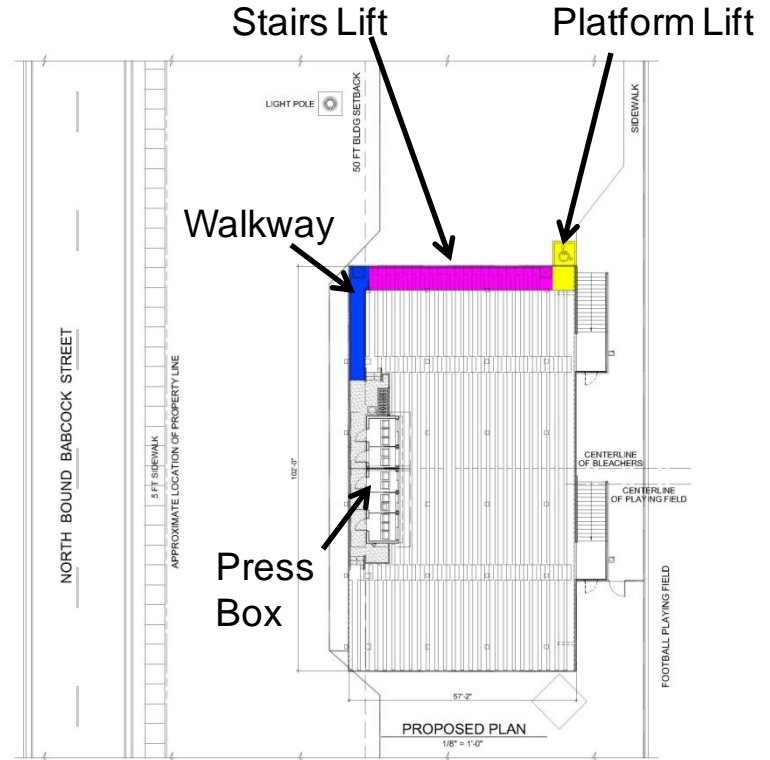 Stairs Lift
Platform Lift
LIGHT POLE
50 FT BLDG SETBACK
SIDEWALK
Walkway
NORTH BOUND BABCOCK STREET
5 FT SIDEWALK
APPROXIMATE LOCATION OF PROPERTY LINE
102'-0"
CENTERLINE
OF BLEACHERS
CENTERLINE
OF PLAYING FIELD
Press
Box
FOOTBALL PLAYING FIELD
57'-2"
PROPOSED PLAN
1/8" = 1'-0"